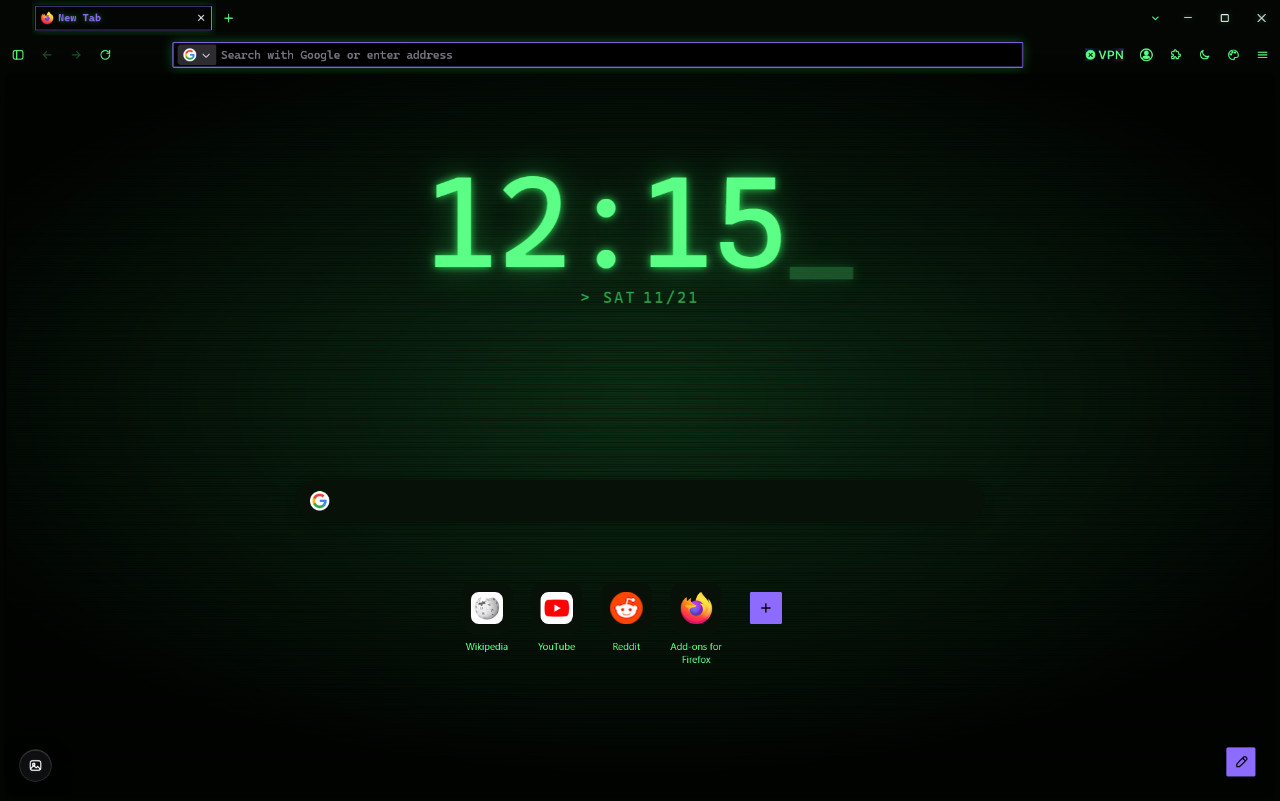 New Tab
Search with Google or enter address
VPN
12:15_
> SAT 11/21
Wikipedia
YouTube
Reddit
Add-ons for
Firefox